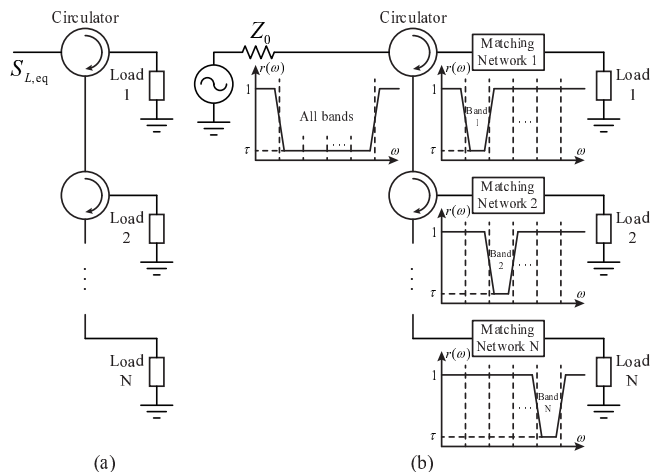 Circulator
S_{L,eq}
Load
1
Load
2
Load
N
(a)
Z_0
Circulator
Matching
Network 1
Load
1
r(ω)
1
All bands
...
τ
ω
r(ω)
1
Band
1
...
τ
ω
Matching
Network 2
Load
2
r(ω)
1
Band
2
...
τ
ω
Matching
Network N
Load
N
r(ω)
1
...
Band
N
τ
ω
(b)